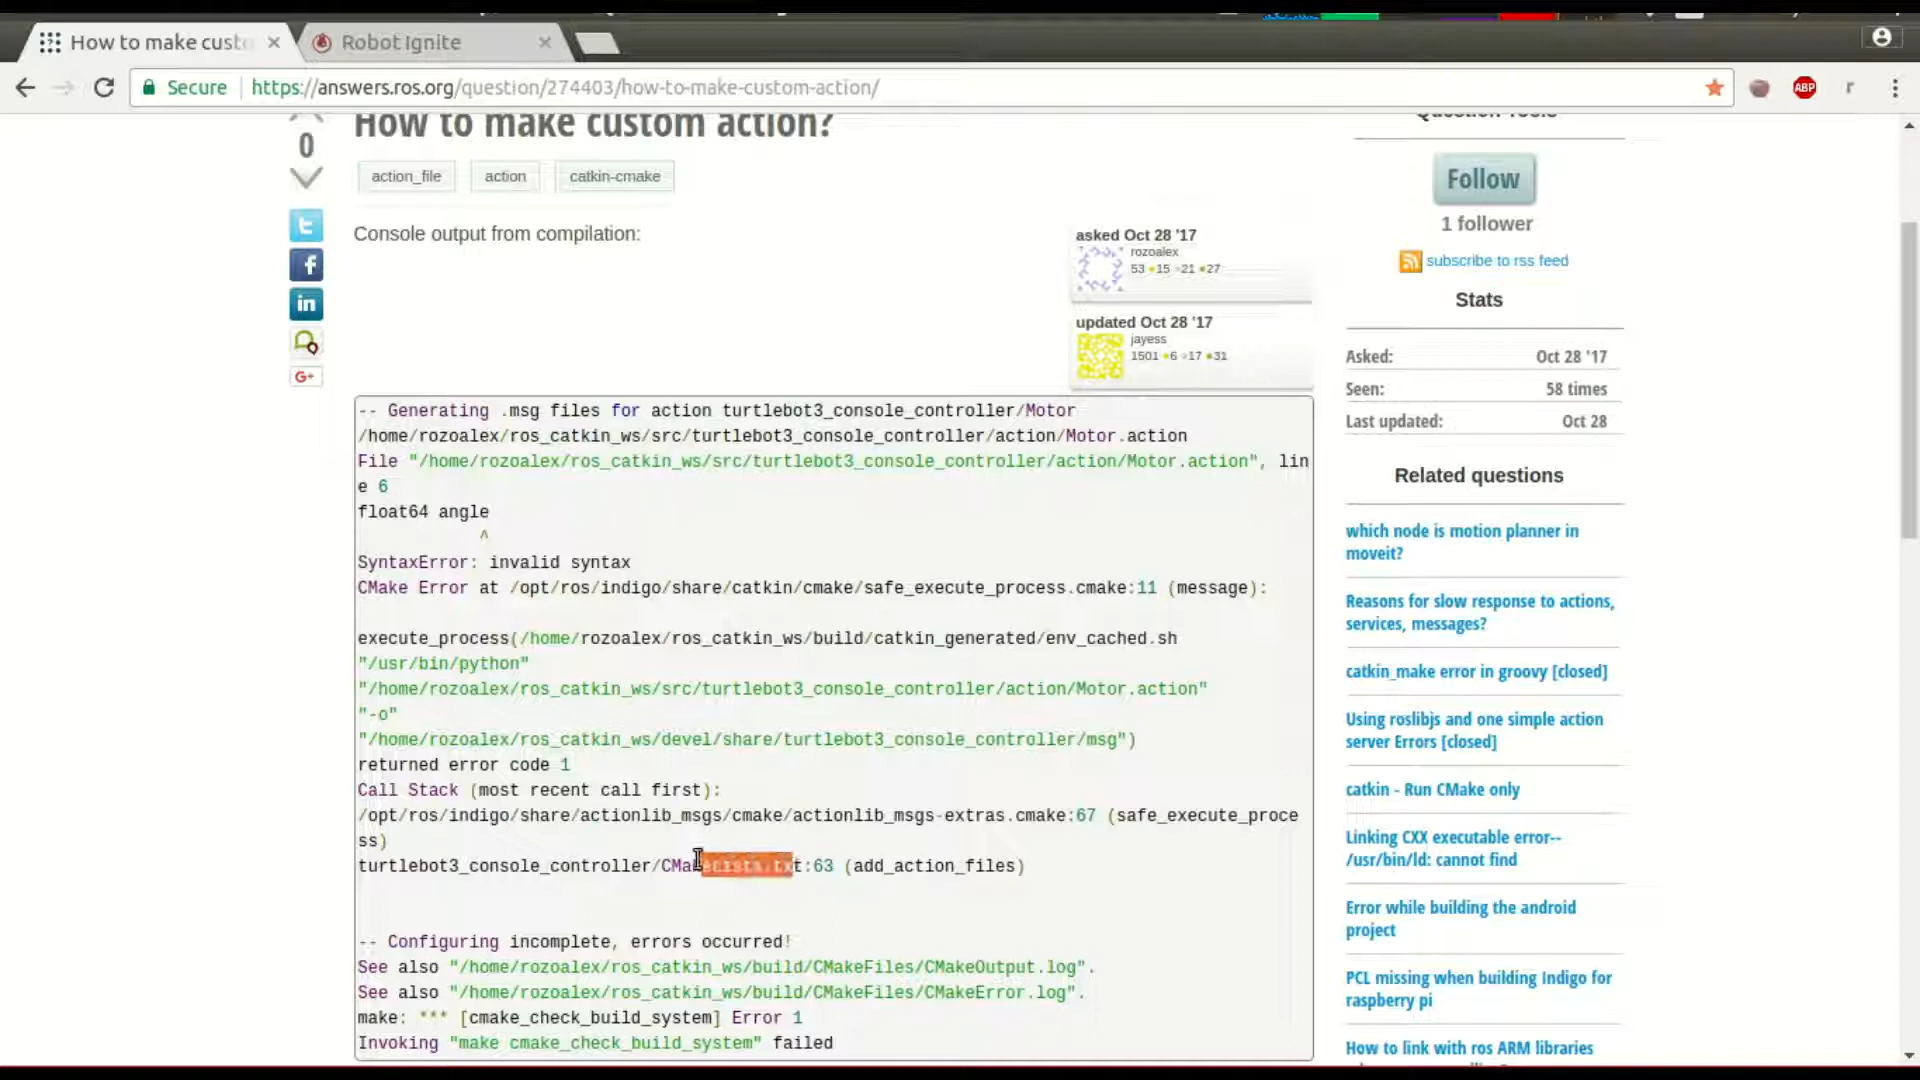 How to make custo
Robot Ignite
Secure
https://answers.ros.org/question/274403/how-to-make-custom-action/
ABP
r
How to make custom action?
0
action_file
action
catkin-cmake
Console output from compilation:
asked Oct 28 '17
rozoalex
53 ●15 ●21 ●27
updated Oct 28 '17
jayess
1501 ●6 ●17 ●31
-- Generating .msg files for action turtlebot3_console_controller/Motor
/home/rozoalex/ros_catkin_ws/src/turtlebot3_console_controller/action/Motor.action
File "/home/rozoalex/ros_catkin_ws/src/turtlebot3_console_controller/action/Motor.action", lin
e 6
float64 angle
^
SyntaxError: invalid syntax
CMake Error at /opt/ros/indigo/share/catkin/cmake/safe_execute_process.cmake:11 (message):
execute_process(/home/rozoalex/ros_catkin_ws/build/catkin_generated/env_cached.sh
"/usr/bin/python"
"/home/rozoalex/ros_catkin_ws/src/turtlebot3_console_controller/action/Motor.action"
"-o"
"/home/rozoalex/ros_catkin_ws/devel/share/turtlebot3_console_controller/msg")
returned error code 1
Call Stack (most recent call first):
/opt/ros/indigo/share/actionlib_msgs/cmake/actionlib_msgs-extras.cmake:67 (safe_execute_proce
ss)
turtlebot3_console_controller/CMakeLists.txt:63 (add_action_files)
-- Configuring incomplete, errors occurred!
See also "/home/rozoalex/ros_catkin_ws/build/CMakeFiles/CMakeOutput.log".
See also "/home/rozoalex/ros_catkin_ws/build/CMakeFiles/CMakeError.log".
make: *** [cmake_check_build_system] Error 1
Invoking "make cmake_check_build_system" failed
Question Tools
Follow
1 follower
subscribe to rss feed
Stats
Asked: Oct 28 '17
Seen: 58 times
Last updated: Oct 28
Related questions
which node is motion planner in
moveit?
Reasons for slow response to actions,
services, messages?
catkin_make error in groovy [closed]
Using roslibjs and one simple action
server Errors [closed]
catkin - Run CMake only
Linking CXX executable error--
/usr/bin/ld: cannot find
Error while building the android
project
PCL missing when building Indigo for
raspberry pi
How to link with ros ARM libraries